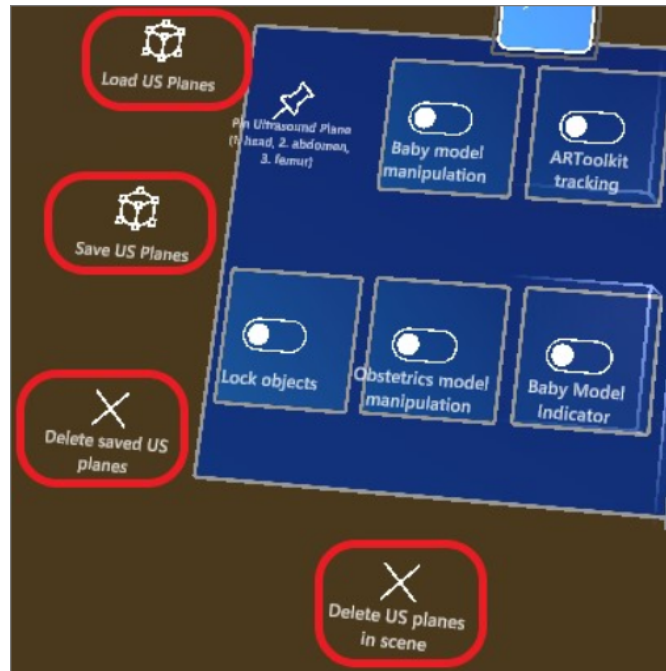 Load US Planes
Pin Ultrasound Plane
(1. head, 2. abdomen,
3. femur)
Baby model
manipulation
ARToolkit
tracking
Save US Planes
Lock objects
Obstetrics model
manipulation
Baby Model
Indicator
Delete saved US
planes
Delete US planes
in scene